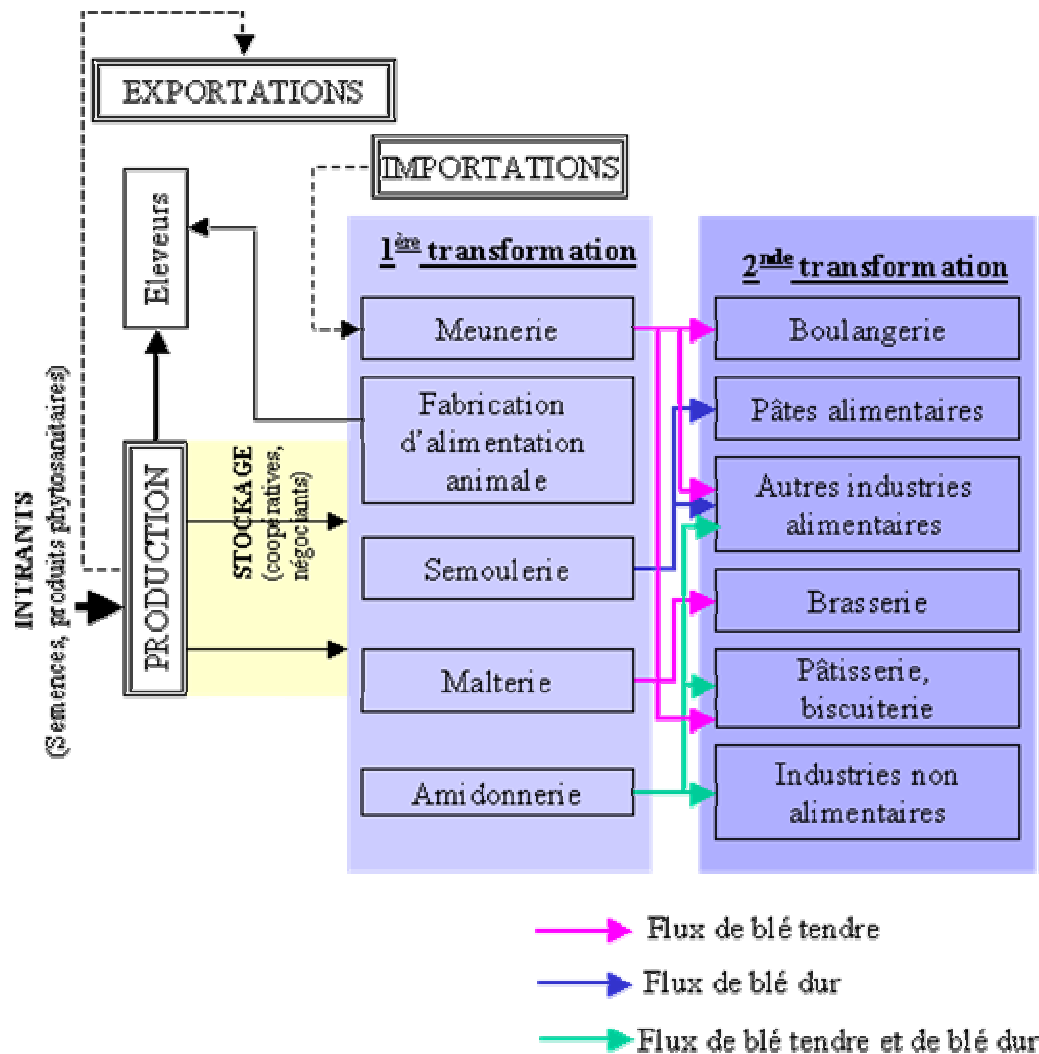 EXPORTATIONS
IMPORTATIONS
Eleveurs
1ère transformation
2nde transformation
Meunerie
Boulangerie
Fabrication
d'alimentation
animale
Pâtes alimentaires
INTRANTS
(Semences, produits phytosanitaires)
PRODUCTION
STOCKAGE
(coopératives,
négociants)
Autres industries
alimentaires
Semoulerie
Brasserie
Malterie
Pâtisserie,
biscuiterie
Amidonnerie
Industries non
alimentaires
Flux de blé tendre
Flux de blé dur
Flux de blé tendre et de blé dur